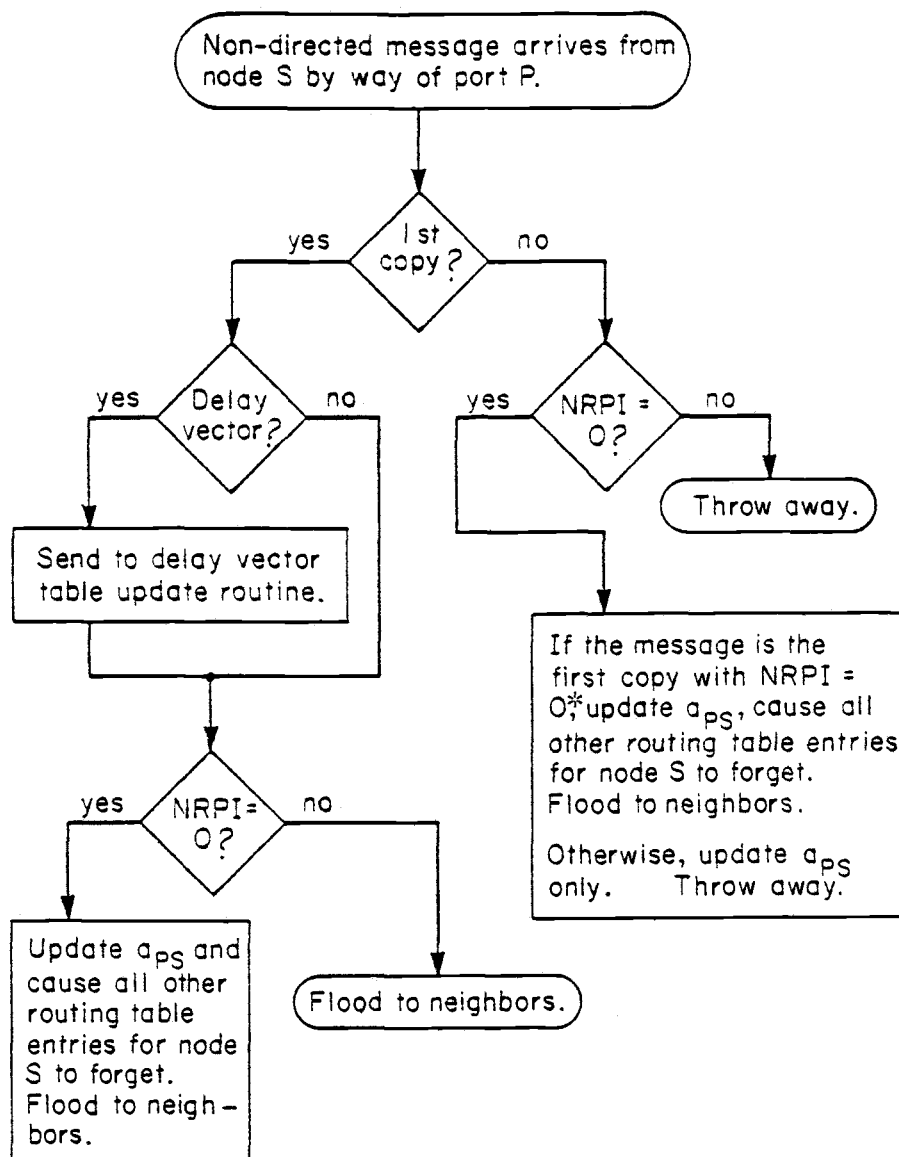 Non-directed message arrives from
node S by way of port P.
1st
copy?
yes
no
Delay
vector?
yes
no
NRPI =
0?
yes
no
Throw away.
Send to delay vector
table update routine.
If the message is the
first copy with NRPI =
0,* update aPS, cause all
other routing table entries
for node S to forget.
Flood to neighbors.
Otherwise, update aPS
only. Throw away.
NRPI=
0?
yes
no
Update aPS and
cause all other
routing table
entries for node
S to forget.
Flood to neigh-
bors.
Flood to neighbors.